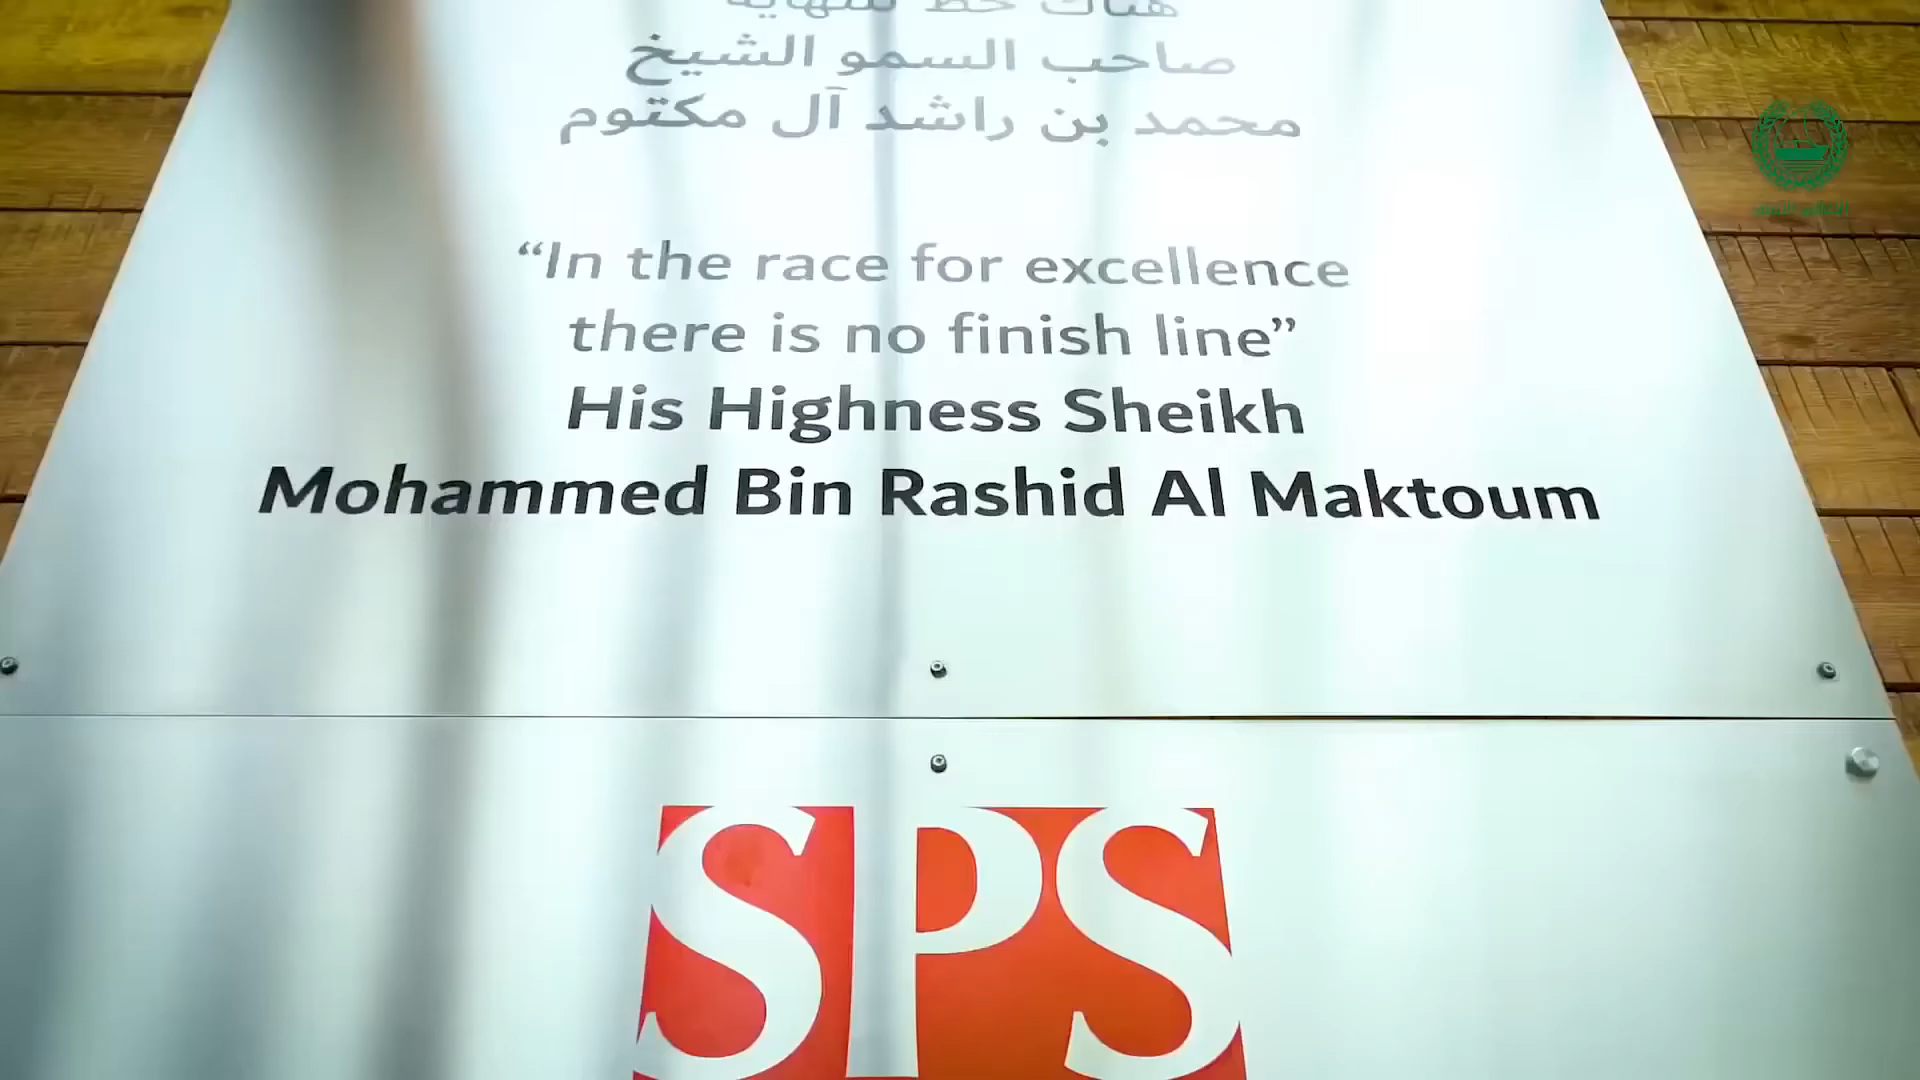 صاحب السمو الشيخ
محمد بن راشد آل مكتوم
“In the race for excellence
there is no finish line”
His Highness Sheikh
Mohammed Bin Rashid Al Maktoum
SPS